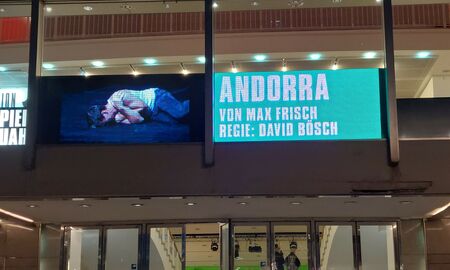 ANDORRA
VON MAX FRISCH
REGIE: DAVID BÖSCH